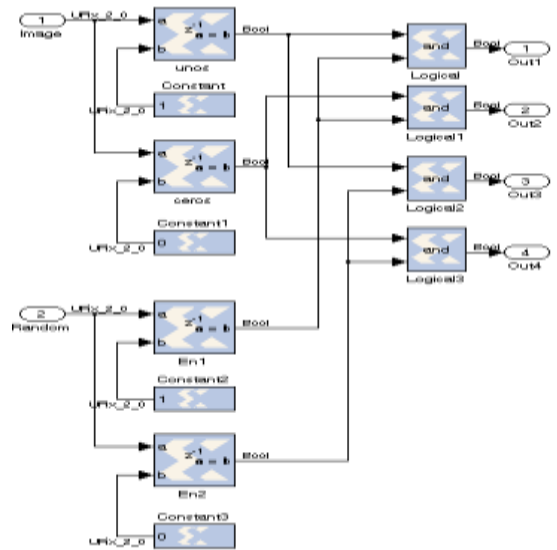 1
Image
UFix_2_0
a
b
z-1
a = b
unos
Bool
Constant
1
UFix_2_0
a
b
z-1
a = b
ceros
Bool
Constant1
0
UFix_2_0
2
Random
UFix_2_0
a
b
z-1
a = b
En1
Bool
Constant2
1
UFix_2_0
a
b
z-1
a = b
En2
Bool
Constant3
0
UFix_2_0
and
Logical
Bool
1
Out1
and
Logical1
Bool
2
Out2
and
Logical2
Bool
3
Out3
and
Logical3
Bool
4
Out4